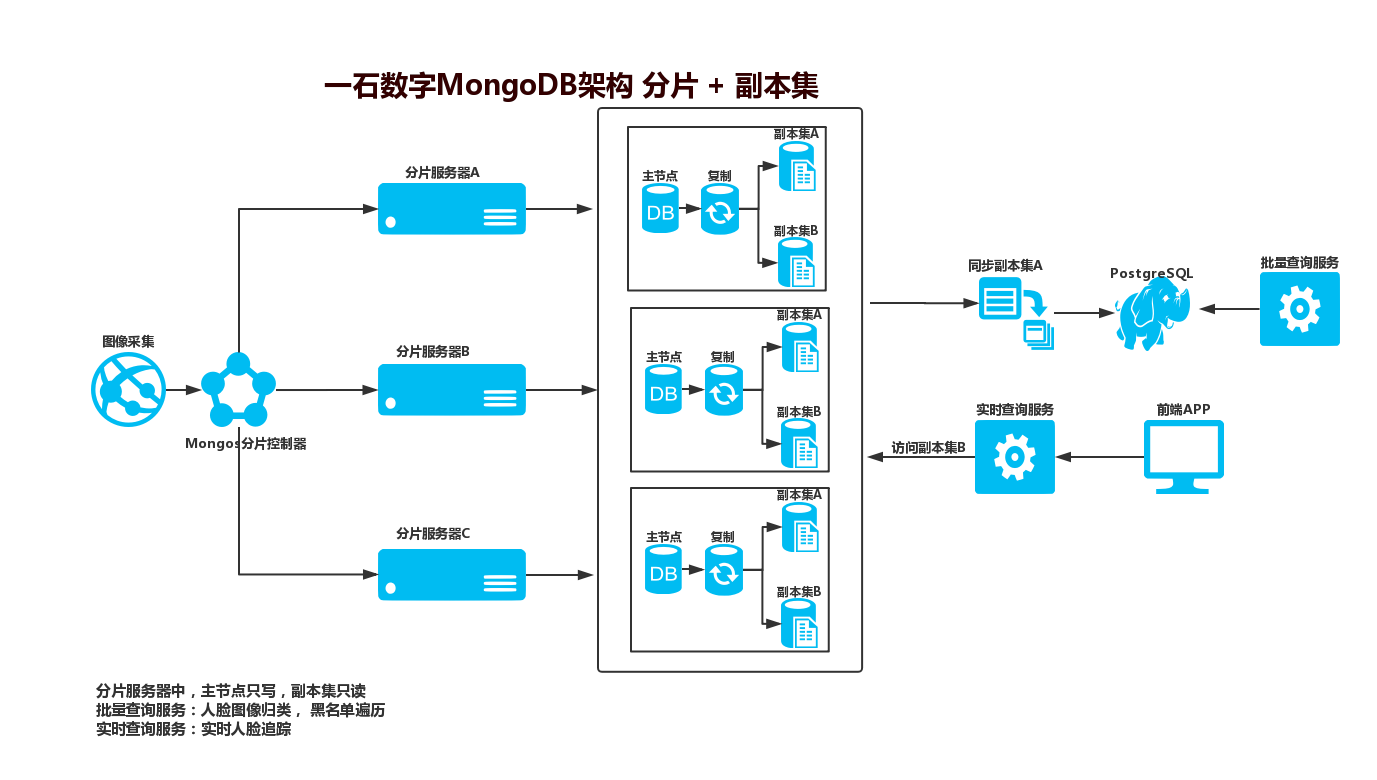 一石数字MongoDB架构 分片 + 副本集
图像采集
Mongos分片控制器
分片服务器A
分片服务器B
分片服务器C
主节点
DB
复制
副本集A
副本集B
主节点
DB
复制
副本集A
副本集B
主节点
DB
复制
副本集A
副本集B
同步副本集A
PostgreSQL
批量查询服务
访问副本集B
实时查询服务
前端APP
分片服务器中，主节点只写，副本集只读
批量查询服务：人脸图像归类， 黑名单遍历
实时查询服务：实时人脸追踪